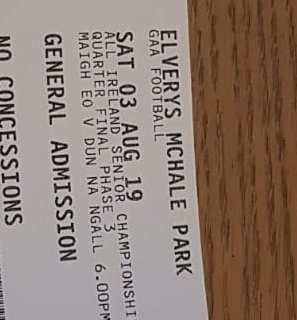 ELVERYS MCHALE PARK
GAA FOOTBALL
SAT 03 AUG 19
ALL IRELAND SENIOR CHAMPIONSHI
QUARTER FINAL PHASE 3
MAIGH EO V DUN NA NGALL 6.00PM
GENERAL ADMISSION
NO CONCESSIONS